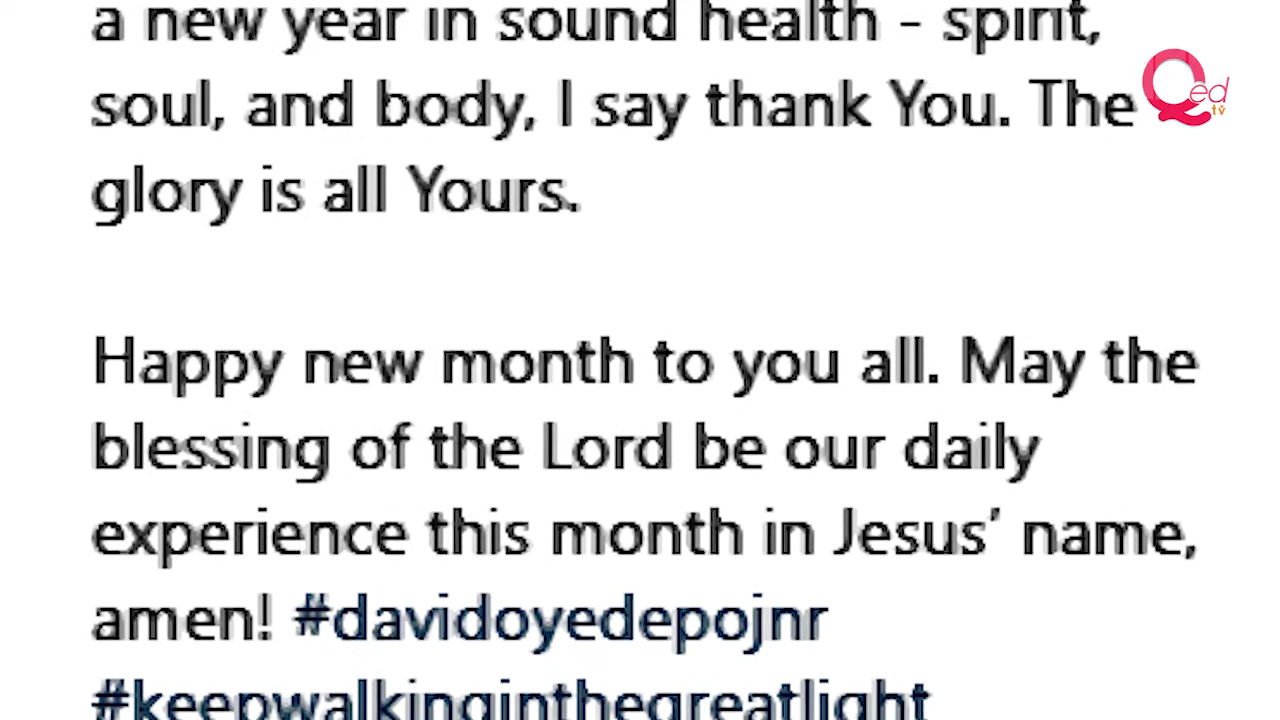 a new year in sound health - spirit,
soul, and body, I say thank You. The
glory is all Yours.
Happy new month to you all. May the
blessing of the Lord be our daily
experience this month in Jesus’ name,
amen! #davidoyedepojnr
#keepwalkinginthegreatlight
Qed
tv